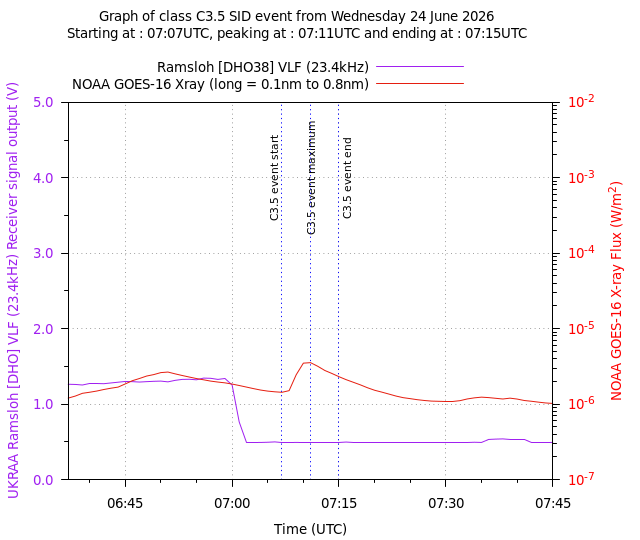 Graph of class C3.5 SID event from Wednesday 24 June 2026
Starting at : 07:07UTC, peaking at : 07:11UTC and ending at : 07:15UTC
Ramsloh [DHO38] VLF (23.4kHz)
NOAA GOES-16 Xray (long = 0.1nm to 0.8nm)
UKRAA Ramsloh [DHO] VLF (23.4kHz) Receiver signal output (V)
5.0
4.0
3.0
2.0
1.0
0.0
C3.5 event start
C3.5 event maximum
C3.5 event end
10-2
10-3
10-4
10-5
10-6
10-7
NOAA GOES-16 X-ray Flux (W/m2)
06:45
07:00
07:15
07:30
07:45
Time (UTC)